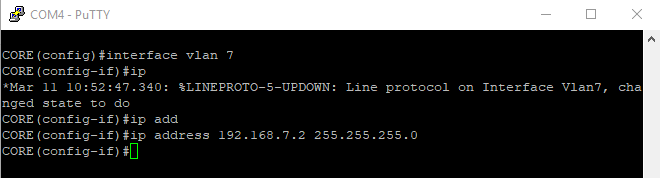 COM4 - PuTTY
CORE(config)#interface vlan 7
CORE(config-if)#ip
*Mar 11 10:52:47.340: %LINEPROTO-5-UPDOWN: Line protocol on Interface Vlan7, cha
nged state to do
CORE(config-if)#ip add
CORE(config-if)#ip address 192.168.7.2 255.255.255.0
CORE(config-if)#